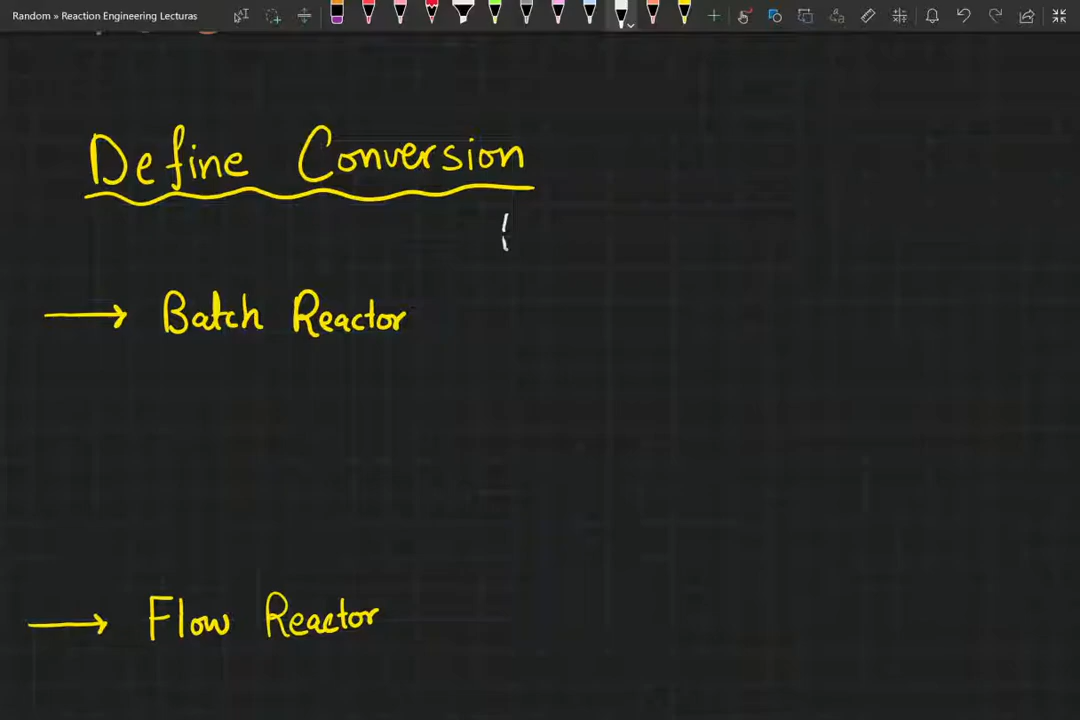 Random » Reaction Engineering Lecturas
Define Conversion
→ Batch Reactor
→ Flow Reactor